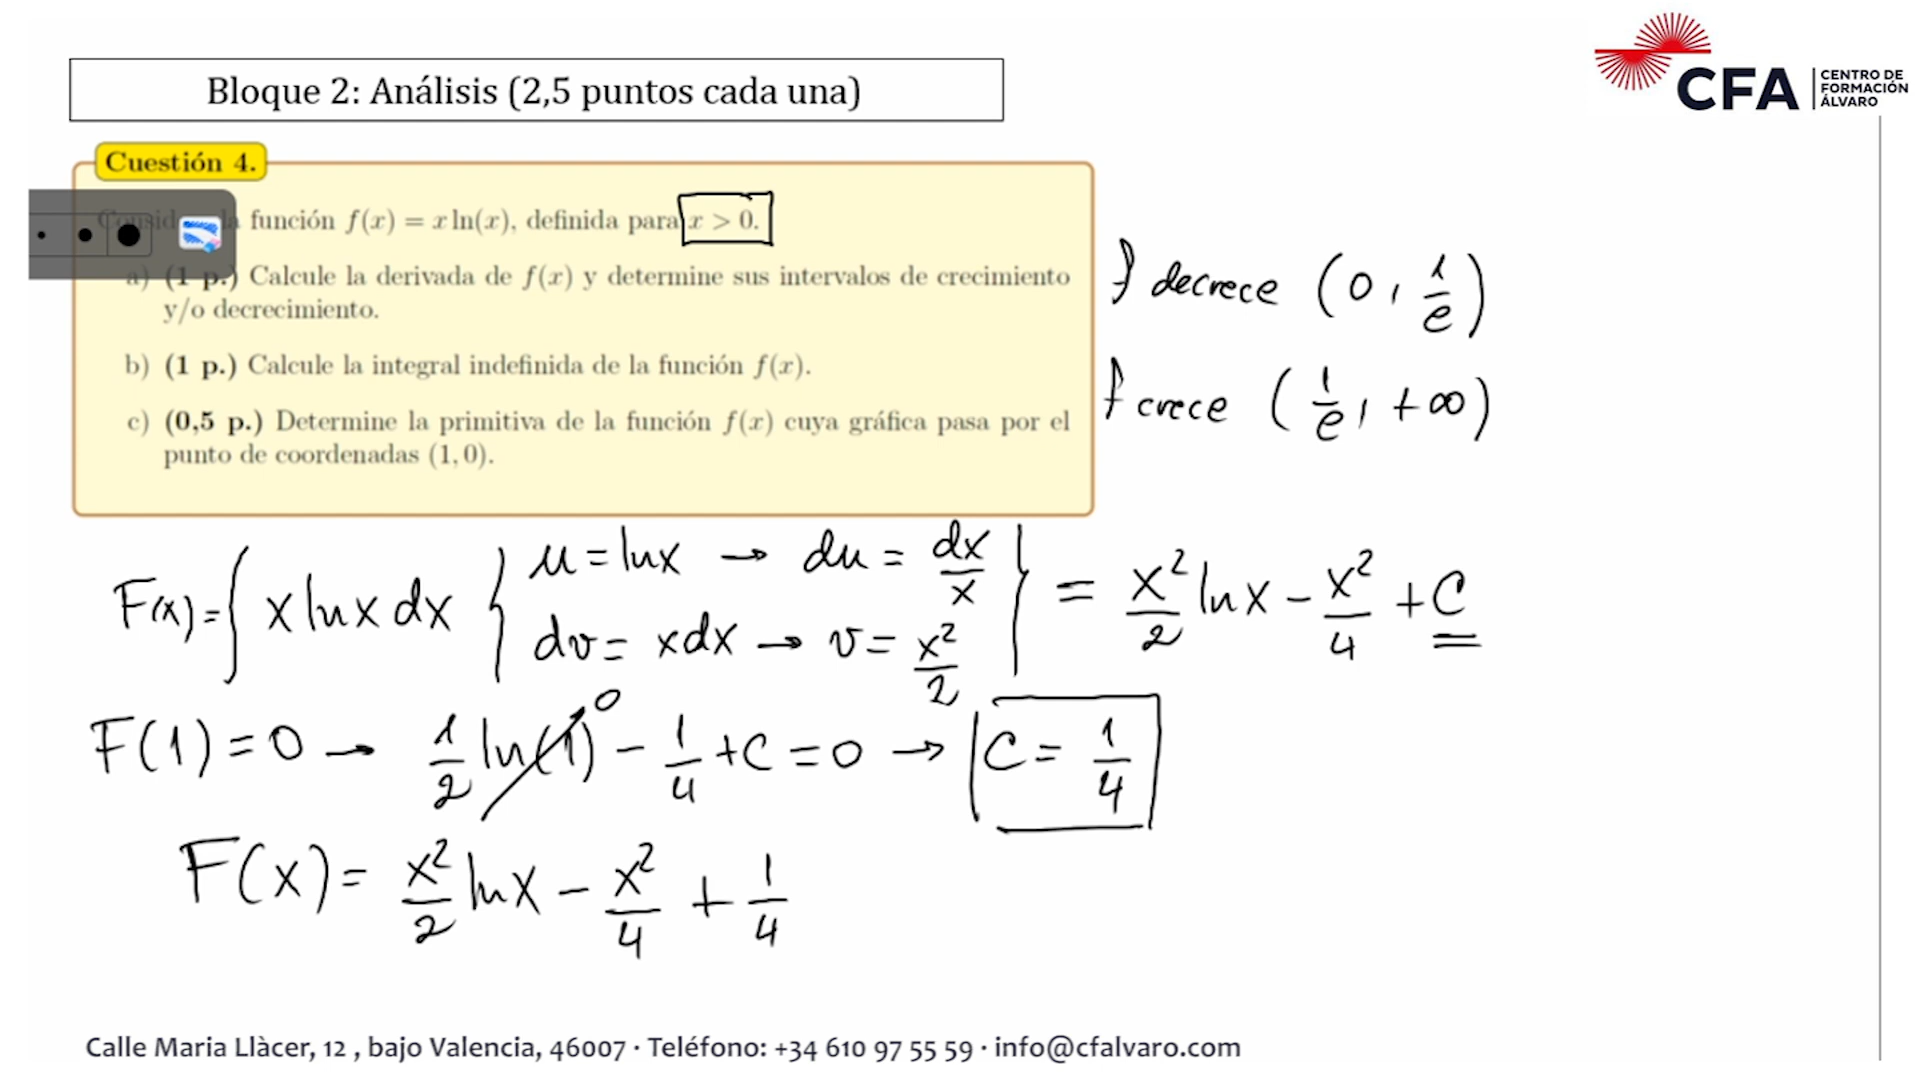 Bloque 2: Análisis (2,5 puntos cada una)
CFA
CENTRO DE
FORMACIÓN
ÁLVARO
Cuestión 4.
la función f(x) = x ln(x), definida para x > 0.
a) (1 p.) Calcule la derivada de f(x) y determine sus intervalos de crecimiento
y/o decrecimiento.
b) (1 p.) Calcule la integral indefinida de la función f(x).
c) (0,5 p.) Determine la primitiva de la función f(x) cuya gráfica pasa por el
punto de coordenadas (1, 0).
f decrece (0, 1/e)
f crece (1/e, +∞)
F(x) = ∫ x ln x dx { u = ln x → du = dx/x
dv = x dx → v = x²/2 } = x²/2 ln x − x²/4 + C
F(1) = 0 → 1/2 ln(1) 0 − 1/4 + C = 0 → C = 1/4
F(x) = x²/2 ln x − x²/4 + 1/4
Calle Maria Llàcer, 12 , bajo Valencia, 46007 · Teléfono: +34 610 97 55 59 · info@cfalvaro.com